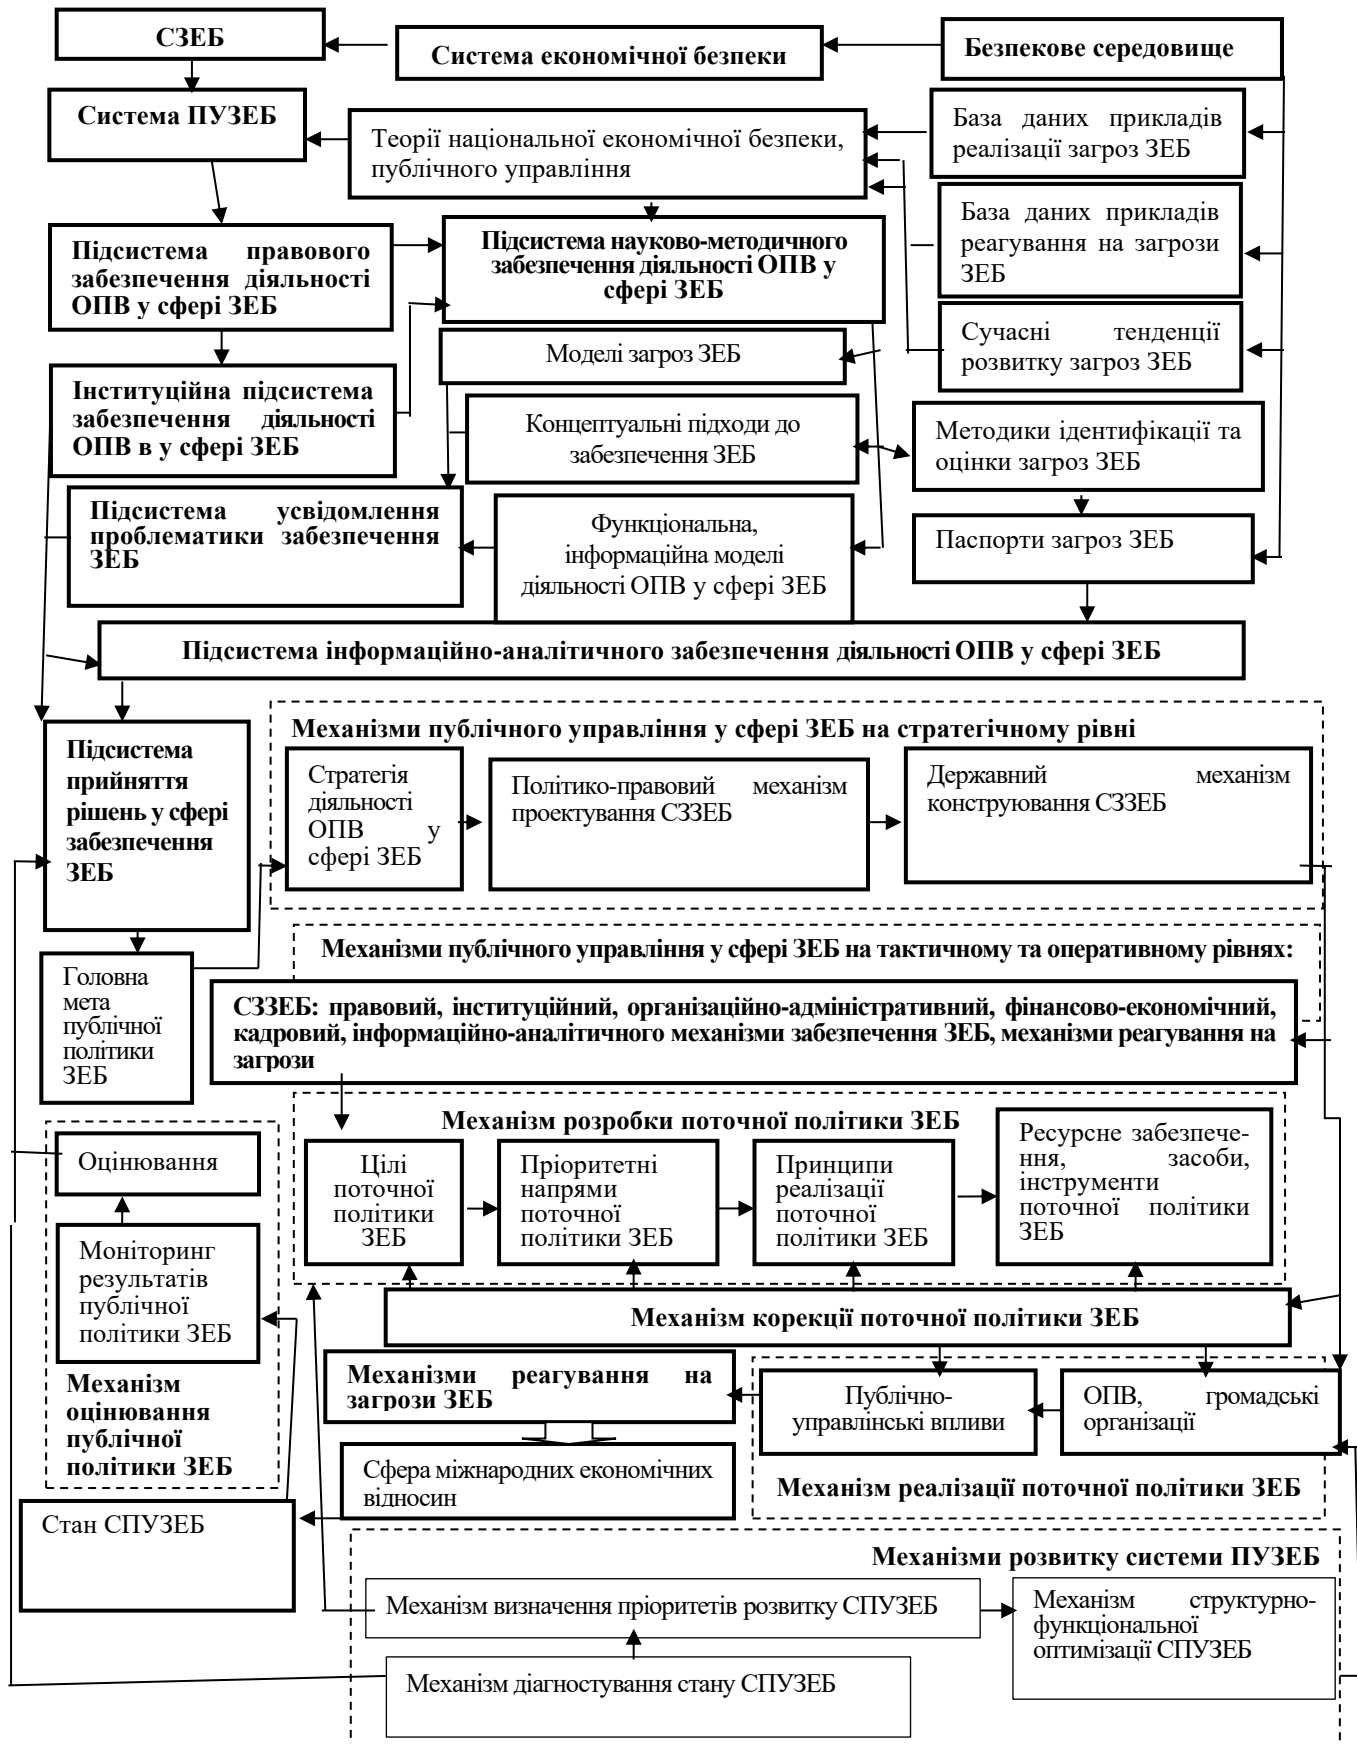 СЗЕБ
Система економічної безпеки
Безпекове середовище
Система ПУЗЕБ
Теорії національної економічної безпеки,
публічного управління
База даних прикладів
реалізації загроз ЗЕБ
База даних прикладів
реагування на загрози
ЗЕБ
Підсистема правового
забезпечення діяльності
ОПВ у сфері ЗЕБ
Підсистема науково-методичного
забезпечення діяльності ОПВ у
сфері ЗЕБ
Сучасні тенденції
розвитку загроз ЗЕБ
Моделі загроз ЗЕБ
Інституційна підсистема
забезпечення діяльності
ОПВ в у сфері ЗЕБ
Концептуальні підходи до
забезпечення ЗЕБ
Методики ідентифікації та
оцінки загроз ЗЕБ
Підсистема усвідомлення
проблематики забезпечення
ЗЕБ
Функціональна,
інформаційна моделі
діяльності ОПВ у сфері ЗЕБ
Паспорти загроз ЗЕБ
Підсистема інформаційно-аналітичного забезпечення діяльності ОПВ у сфері ЗЕБ
Підсистема
прийняття
рішень у сфері
забезпечення
ЗЕБ
Механізми публічного управління у сфері ЗЕБ на стратегічному рівні
Стратегія
діяльності
ОПВ у
сфері ЗЕБ
Політико-правовий механізм
проектування СЗЗЕБ
Державний механізм
конструювання СЗЗЕБ
Головна
мета
публічної
політики
ЗЕБ
Механізми публічного управління у сфері ЗЕБ на тактичному та оперативному рівнях:
СЗЗЕБ: правовий, інституційний, організаційно-адміністративний, фінансово-економічний,
кадровий, інформаційно-аналітичного механізми забезпечення ЗЕБ, механізми реагування на
загрози
Механізм розробки поточної політики ЗЕБ
Цілі
поточної
політики
ЗЕБ
Пріоритетні
напрями
поточної
політики ЗЕБ
Принципи
реалізації
поточної
політики ЗЕБ
Ресурсне забезпече-
ння, засоби,
інструменти
поточної політики
ЗЕБ
Оцінювання
Моніторинг
результатів
публічної
політики ЗЕБ
Механізм
оцінювання
публічної
політики ЗЕБ
Механізм корекції поточної політики ЗЕБ
Механізми реагування на
загрози ЗЕБ
Публічно-
управлінські впливи
ОПВ, громадські
організації
Механізм реалізації поточної політики ЗЕБ
Сфера міжнародних економічних
відносин
Стан СПУЗЕБ
Механізми розвитку системи ПУЗЕБ
Механізм визначення пріоритетів розвитку СПУЗЕБ
Механізм структурно-
функціональної
оптимізації СПУЗЕБ
Механізм діагностування стану СПУЗЕБ